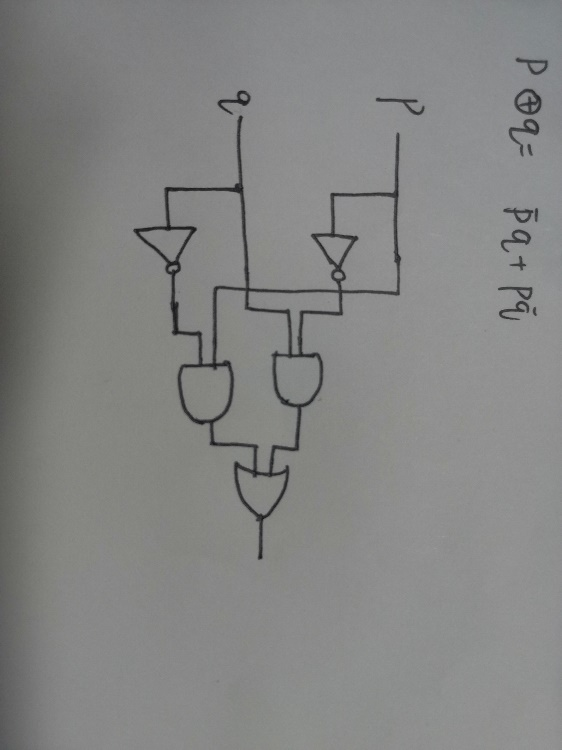 p ⊕ q = p̄q + pq̄
p
q